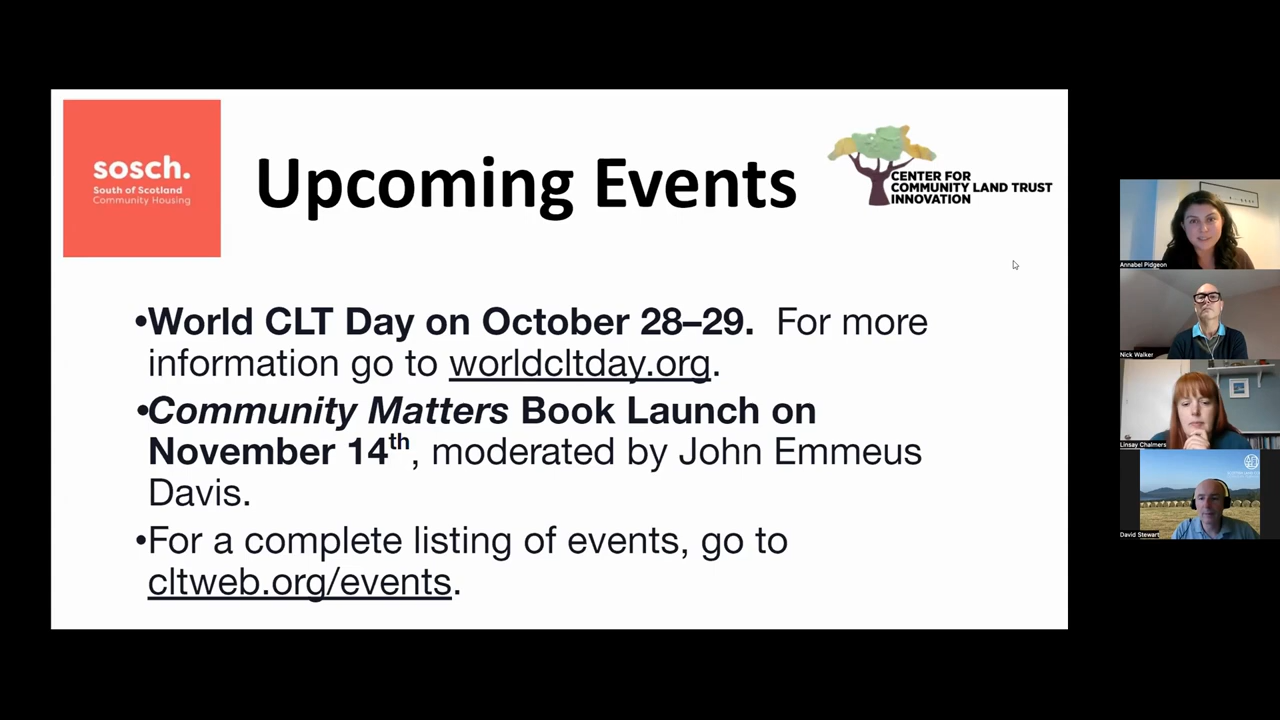 sosch.
South of Scotland
Community Housing
Upcoming Events
CENTER FOR
COMMUNITY LAND TRUST
INNOVATION
•World CLT Day on October 28–29. For more
information go to worldcltday.org.
•Community Matters Book Launch on
November 14th, moderated by John Emmeus
Davis.
•For a complete listing of events, go to
cltweb.org/events.
Annabel Pidgeon
Nick Walker
Linsay Chalmers
David Stewart